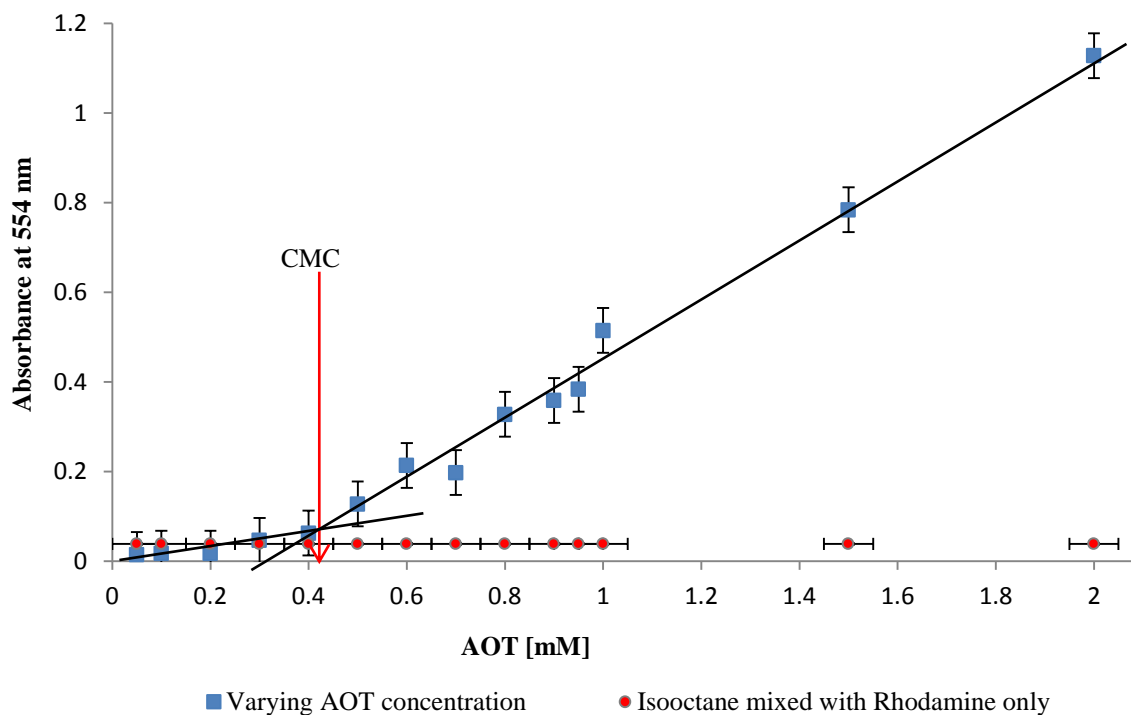 1.2
1
0.8
0.6
0.4
0.2
0
Absorbance at 554 nm
CMC
0 0.2 0.4 0.6 0.8 1 1.2 1.4 1.6 1.8 2
AOT [mM]
Varying AOT concentration Isooctane mixed with Rhodamine only